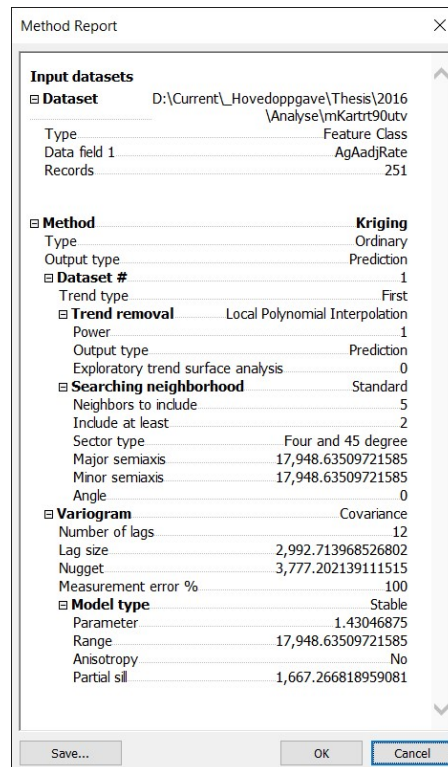 Method Report
Input datasets
Dataset D:\Current\_Hovedoppgave\Thesis\2016
\Analyse\mKartrt90utv
Type Feature Class
Data field 1 AgAadjRate
Records 251
Method Kriging
Type Ordinary
Output type Prediction
Dataset # 1
Trend type First
Trend removal Local Polynomial Interpolation
Power 1
Output type Prediction
Exploratory trend surface analysis 0
Searching neighborhood Standard
Neighbors to include 5
Include at least 2
Sector type Four and 45 degree
Major semiaxis 17,948.63509721585
Minor semiaxis 17,948.63509721585
Angle 0
Variogram Covariance
Number of lags 12
Lag size 2,992.713968526802
Nugget 3,777.202139111515
Measurement error % 100
Model type Stable
Parameter 1.43046875
Range 17,948.63509721585
Anisotropy No
Partial sill 1,667.266818959081
Save... OK Cancel